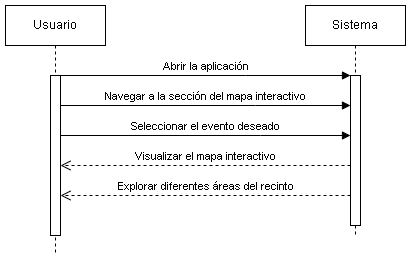 Usuario
Sistema
Abrir la aplicación
Navegar a la sección del mapa interactivo
Seleccionar el evento deseado
Visualizar el mapa interactivo
Explorar diferentes áreas del recinto